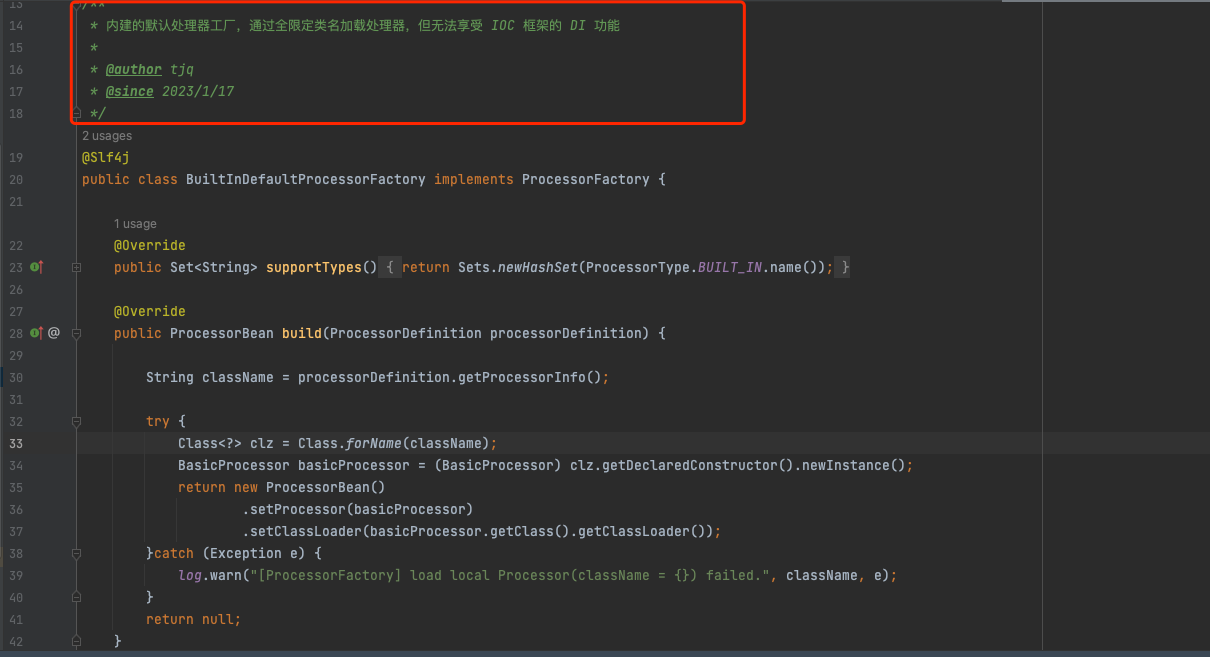 13 /**
14 * 内建的默认处理器工厂，通过全限定类名加载处理器，但无法享受 IOC 框架的 DI 功能
15 *
16 * @author tjq
17 * @since 2023/1/17
18 */
2 usages
19 @Slf4j
20 public class BuiltInDefaultProcessorFactory implements ProcessorFactory {
21
1 usage
22 @Override
23 public Set<String> supportTypes() { return Sets.newHashSet(ProcessorType.BUILT_IN.name()); }
26
27 @Override
28 @ public ProcessorBean build(ProcessorDefinition processorDefinition) {
29
30 String className = processorDefinition.getProcessorInfo();
31
32 try {
33 Class<?> clz = Class.forName(className);
34 BasicProcessor basicProcessor = (BasicProcessor) clz.getDeclaredConstructor().newInstance();
35 return new ProcessorBean()
36 .setProcessor(basicProcessor)
37 .setClassLoader(basicProcessor.getClass().getClassLoader());
38 }catch (Exception e) {
39 log.warn("[ProcessorFactory] load local Processor(className = {}) failed.", className, e);
40 }
41 return null;
42 }